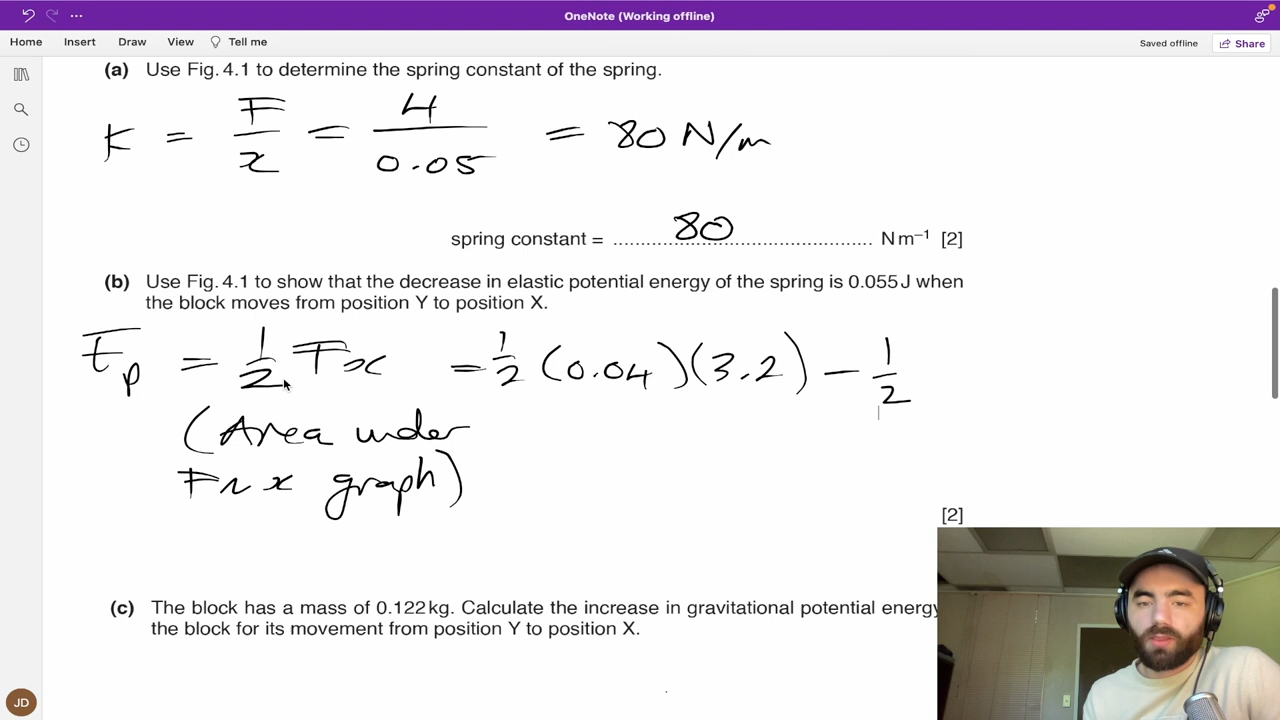 OneNote (Working offline)
Home Insert Draw View Tell me
Saved offline Share
(a) Use Fig. 4.1 to determine the spring constant of the spring.
K = F/x = 4/0.05 = 80 N/m
80
spring constant = ................................................ N m⁻¹ [2]
(b) Use Fig. 4.1 to show that the decrease in elastic potential energy of the spring is 0.055 J when
the block moves from position Y to position X.
Ep = 1/2 Fx = 1/2 (0.04)(3.2) – 1/2
(Area under
F~x graph)
[2]
(c) The block has a mass of 0.122 kg. Calculate the increase in gravitational potential energy
the block for its movement from position Y to position X.
JD